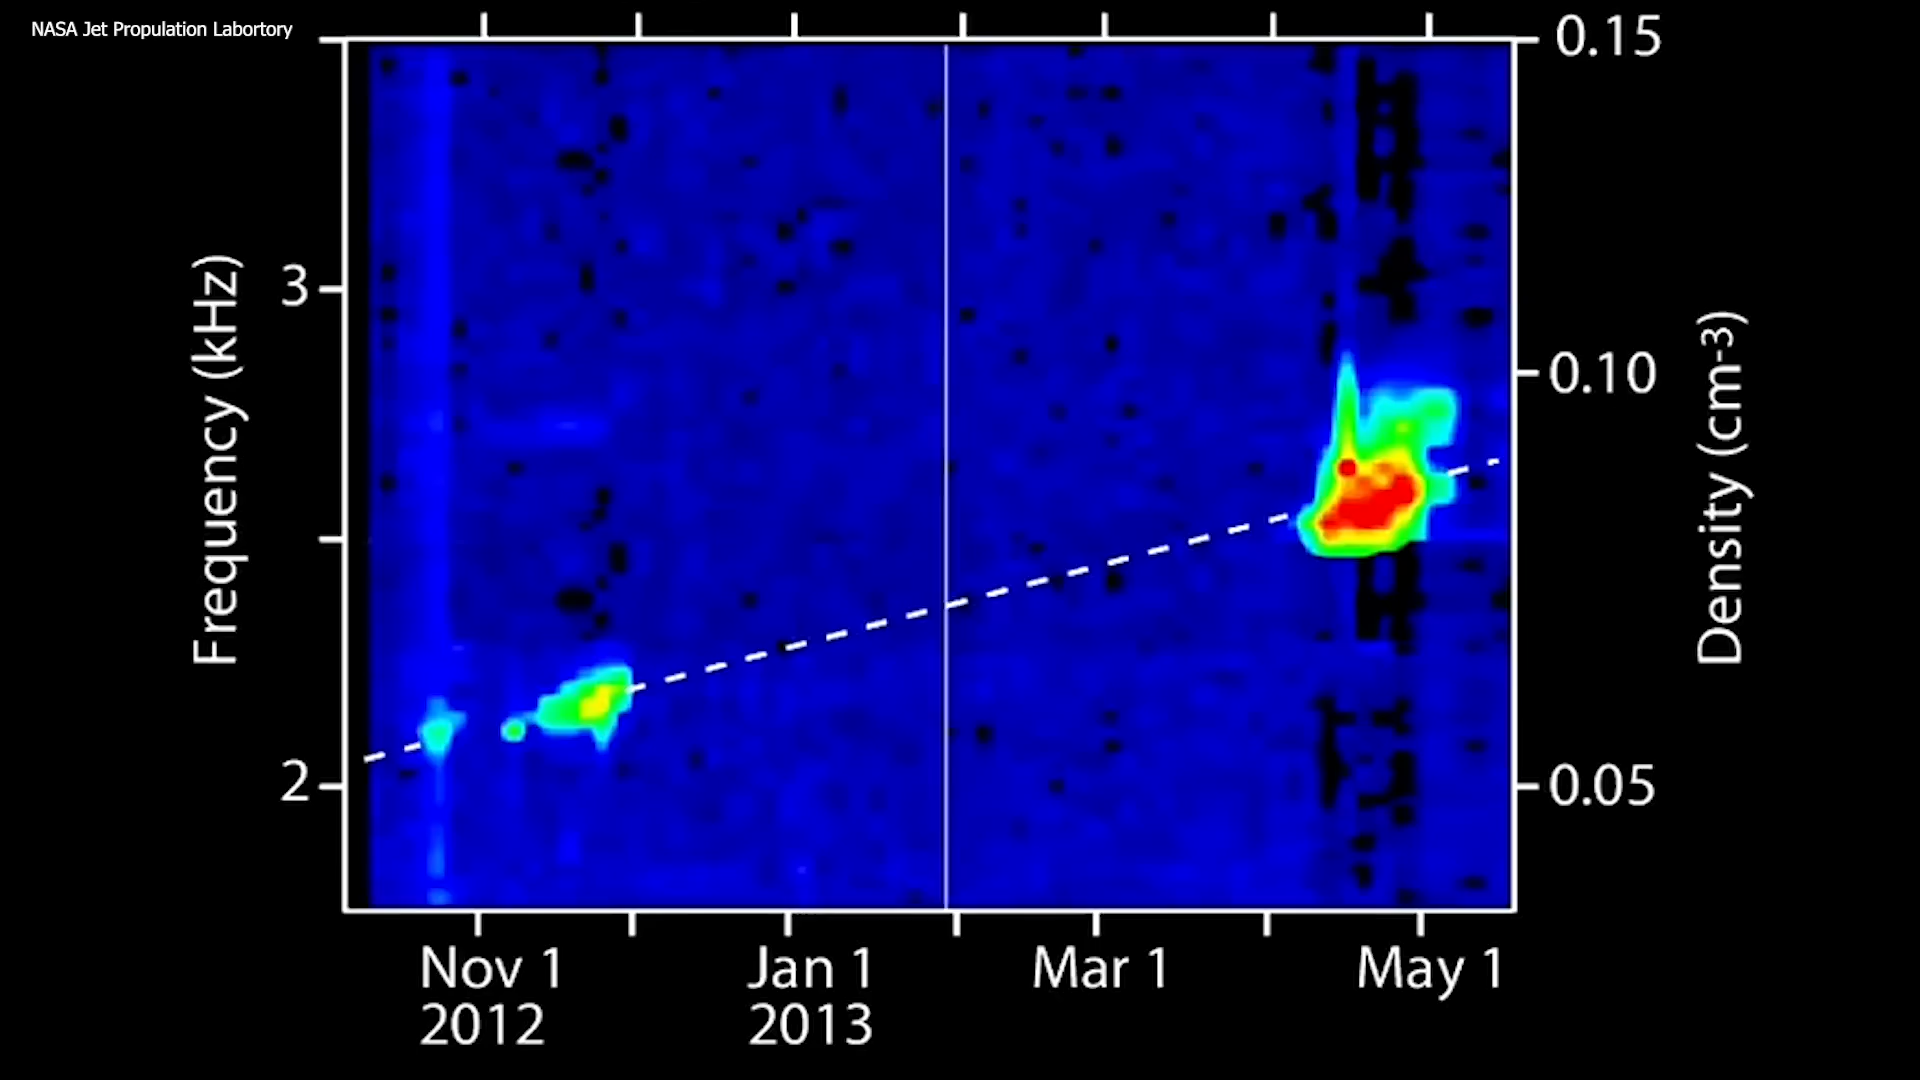 NASA Jet Propulation Labortory
0.15
3
Frequency (kHz)
0.10
Density (cm-3)
2
0.05
Nov 1
2012
Jan 1
2013
Mar 1
May 1